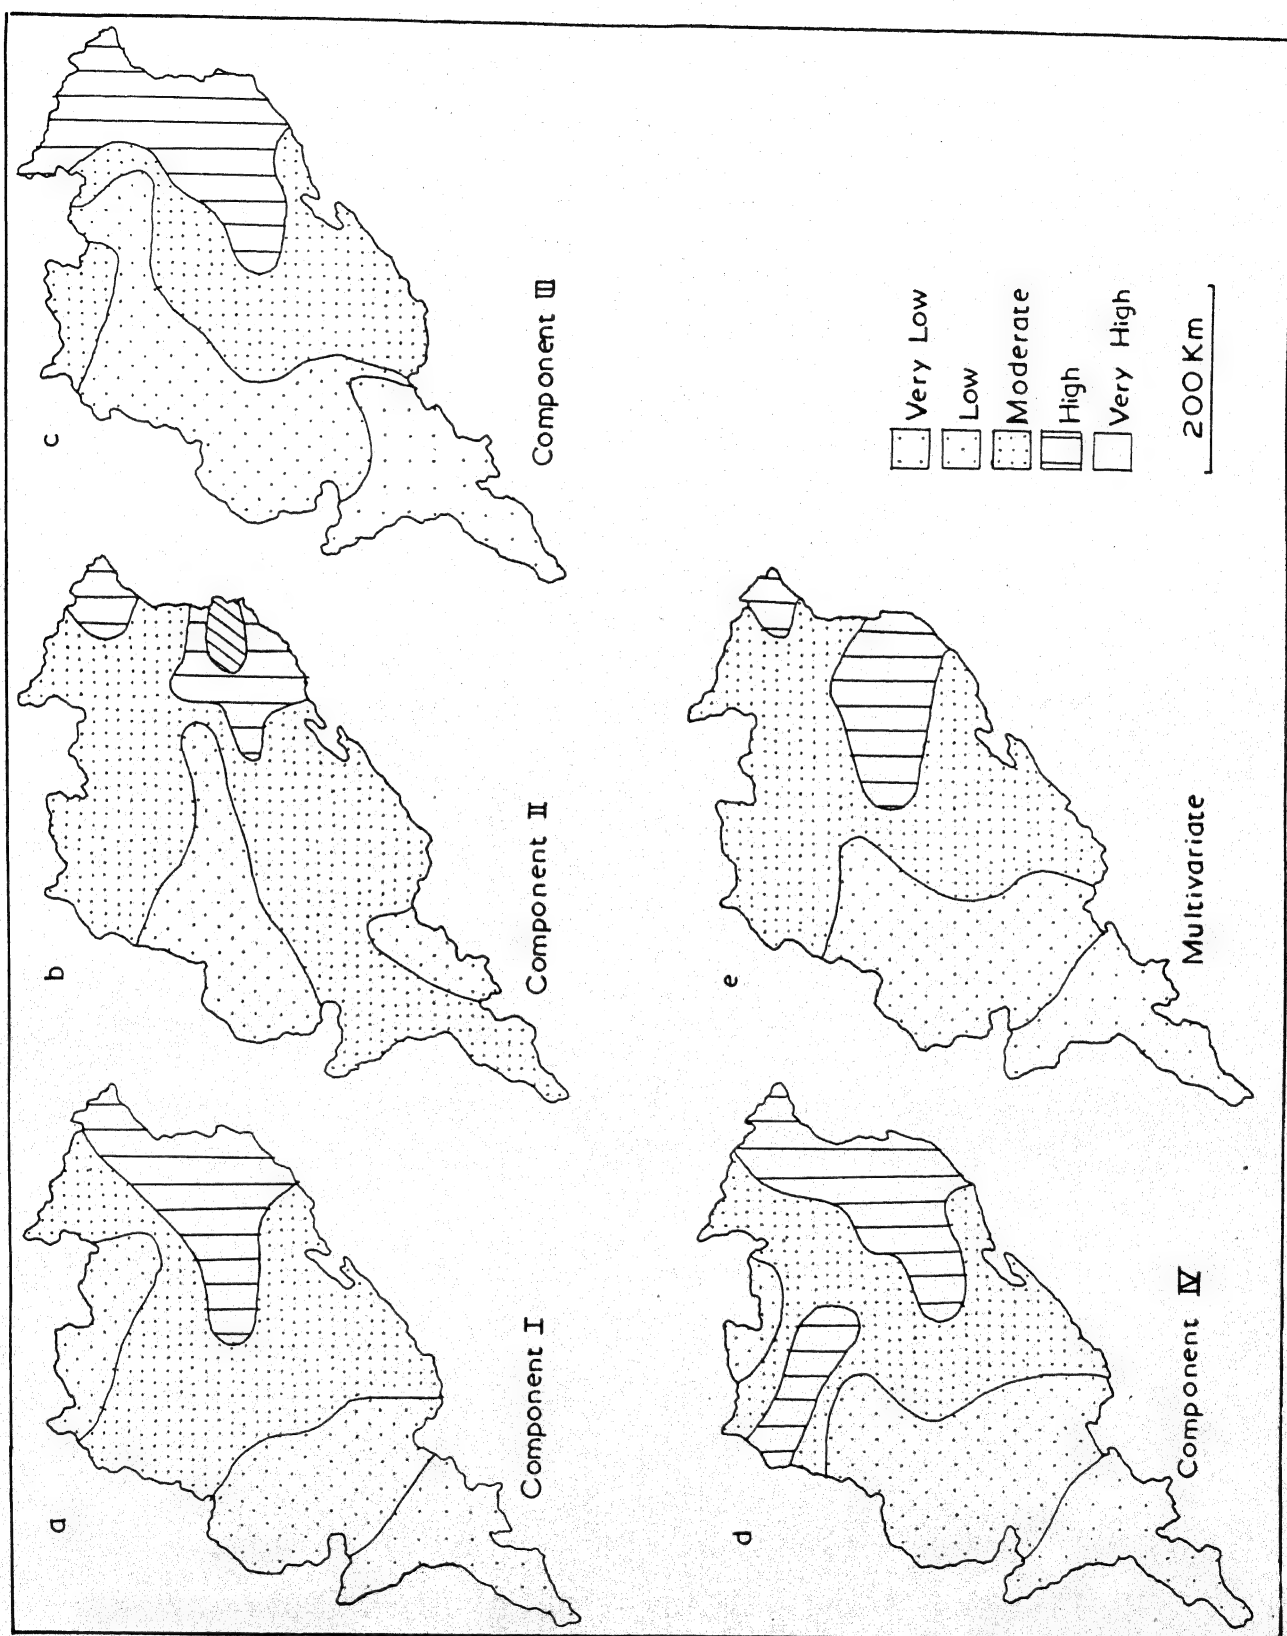 a
Component I
b
Component II
c
Component III
d
Component IV
e
Multivariate
Very Low
Low
Moderate
High
Very High
200 Km